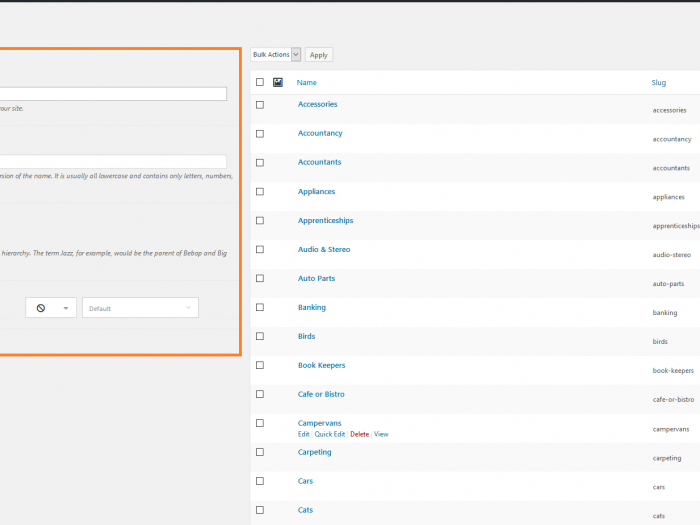 our site.
rsion of the name. It is usually all lowercase and contains only letters, numbers,
hierarchy. The term Jazz, for example, would be the parent of Bebop and Big
Default
Bulk Actions
Apply
Name Slug
Accessories accessories
Accountancy accountancy
Accountants accountants
Appliances appliances
Apprenticeships apprenticeships
Audio & Stereo audio-stereo
Auto Parts auto-parts
Banking banking
Birds birds
Book Keepers book-keepers
Cafe or Bistro cafe-or-bistro
Campervans campervans
Edit | Quick Edit | Delete | View
Carpeting carpeting
Cars cars
Cats cats